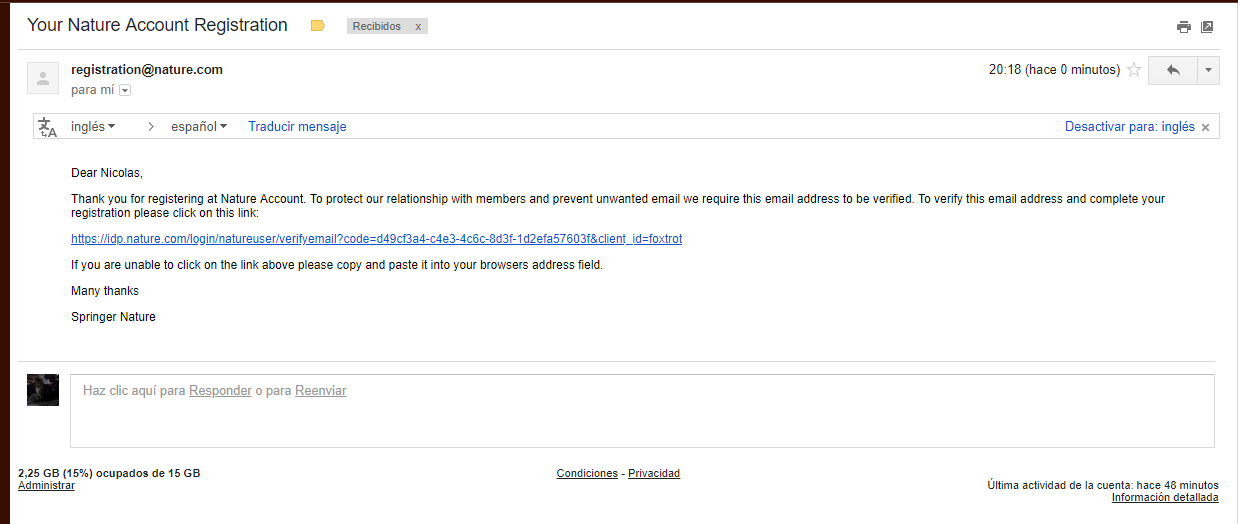 Your Nature Account Registration
Recibidos x
registration@nature.com
20:18 (hace 0 minutos)
para mí
inglés
español
Traducir mensaje
Desactivar para: inglés x
Dear Nicolas,
Thank you for registering at Nature Account. To protect our relationship with members and prevent unwanted email we require this email address to be verified. To verify this email address and complete your
registration please click on this link:
https://idp.nature.com/login/natureuser/verifyemail?code=d49cf3a4-c4e3-4c6c-8d3f-1d2efa57603f&client_id=foxtrot
If you are unable to click on the link above please copy and paste it into your browsers address field.
Many thanks
Springer Nature
Haz clic aquí para Responder o para Reenviar
2,25 GB (15%) ocupados de 15 GB
Administrar
Condiciones - Privacidad
Última actividad de la cuenta: hace 48 minutos
Información detallada